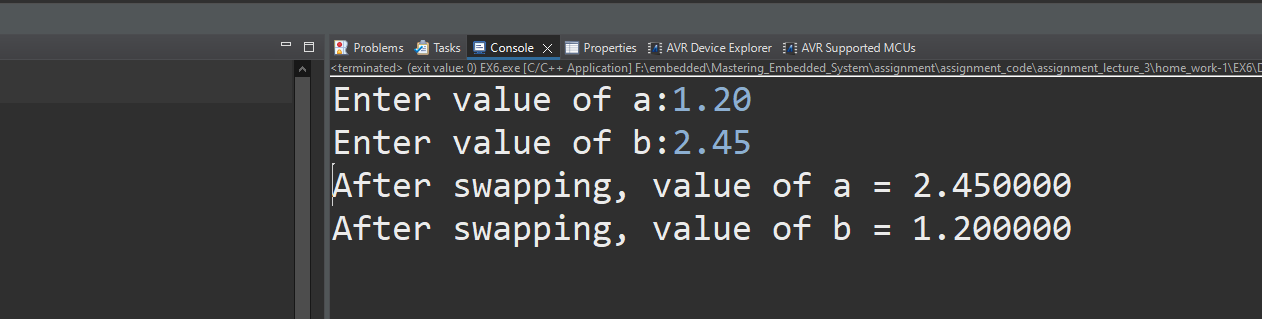 Problems Tasks Console Properties AVR Device Explorer AVR Supported MCUs
<terminated> (exit value: 0) EX6.exe [C/C++ Application] F:\embedded\Mastering_Embedded_System\assignment\assignment_code\assignment_lecture_3\home_work-1\EX6\D
Enter value of a:1.20
Enter value of b:2.45
After swapping, value of a = 2.450000
After swapping, value of b = 1.200000